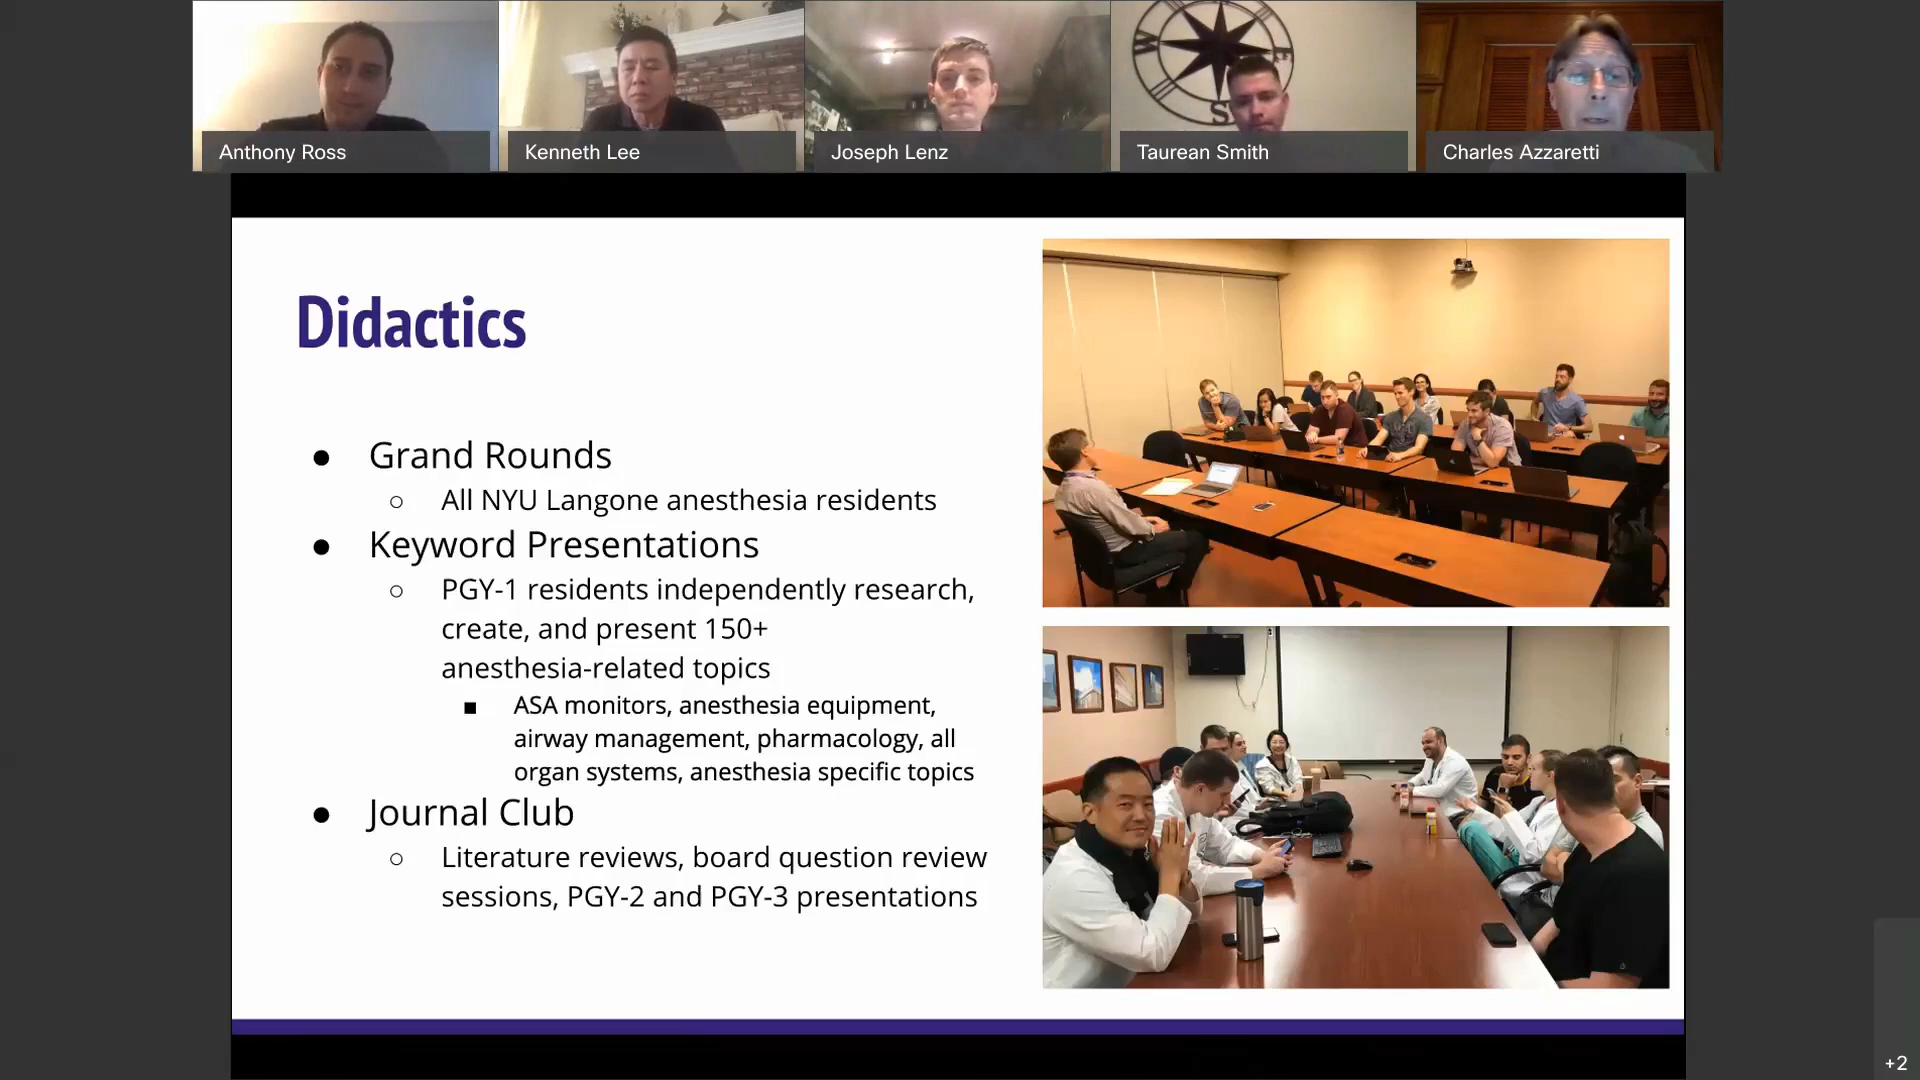 W
E
S
Anthony Ross
Kenneth Lee
Joseph Lenz
Taurean Smith
Charles Azzaretti
Didactics
● Grand Rounds
○ All NYU Langone anesthesia residents
● Keyword Presentations
○ PGY-1 residents independently research,
create, and present 150+
anesthesia-related topics
■ ASA monitors, anesthesia equipment,
airway management, pharmacology, all
organ systems, anesthesia specific topics
● Journal Club
○ Literature reviews, board question review
sessions, PGY-2 and PGY-3 presentations
+2